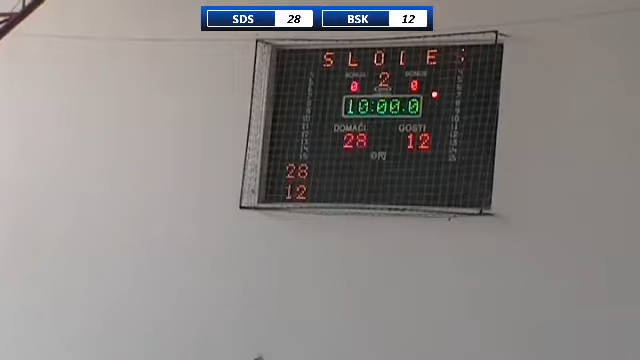 SDS 28 BSK 12
S L O
2
BONUS BONUS
0 0
10:00.0
DOMAĆI GOSTI
28 12
28
12